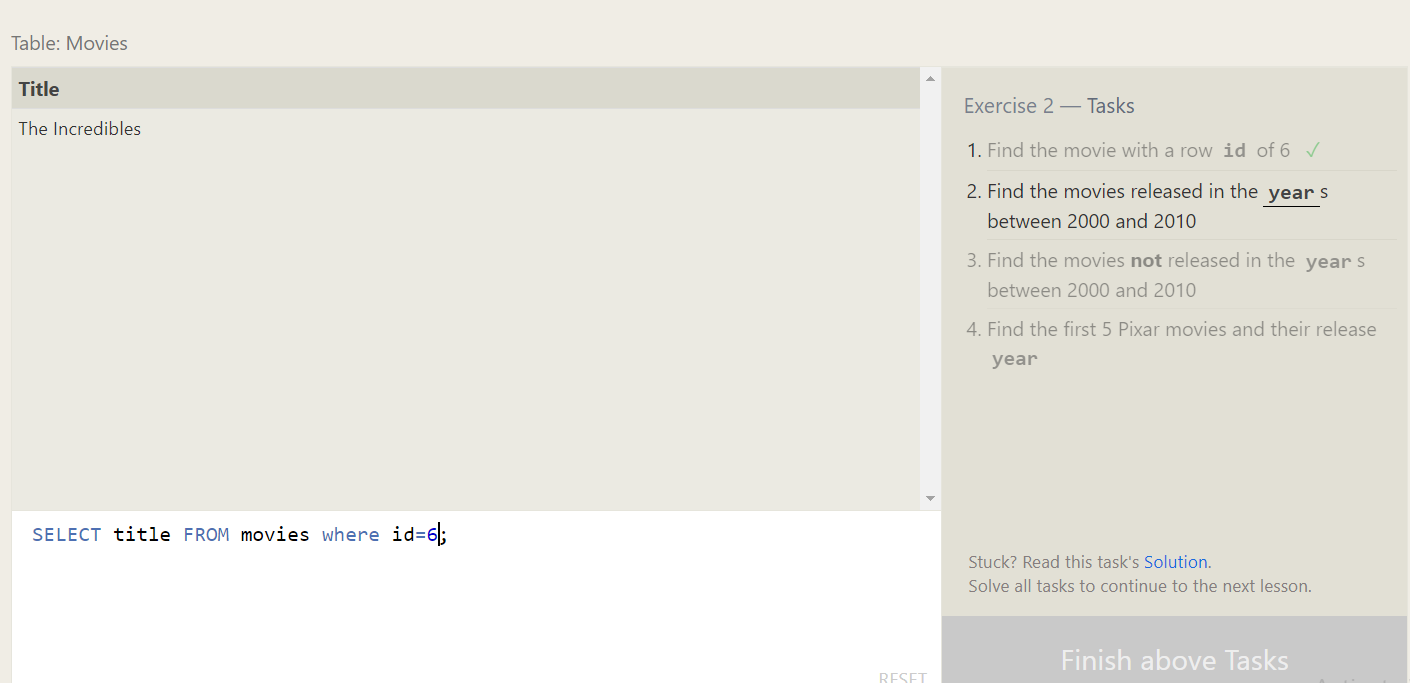 Table: Movies
Title
The Incredibles
SELECT title FROM movies where id=6;
RESET
Exercise 2 — Tasks
1. Find the movie with a row id of 6 ✓
2. Find the movies released in the year s
between 2000 and 2010
3. Find the movies not released in the year s
between 2000 and 2010
4. Find the first 5 Pixar movies and their release
year
Stuck? Read this task's Solution.
Solve all tasks to continue to the next lesson.
Finish above Tasks